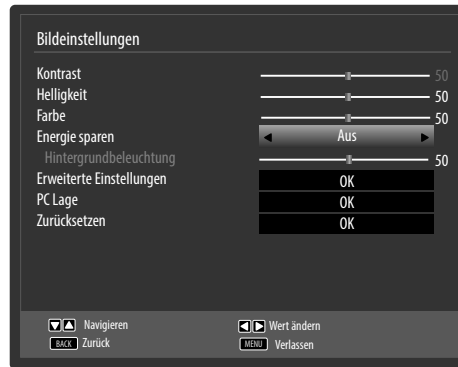 Bildeinstellungen
Kontrast 50
Helligkeit 50
Farbe 50
Energie sparen Aus
Hintergrundbeleuchtung 50
Erweiterte Einstellungen OK
PC Lage OK
Zurücksetzen OK
Navigieren Wert ändern
BACK Zurück MENU Verlassen